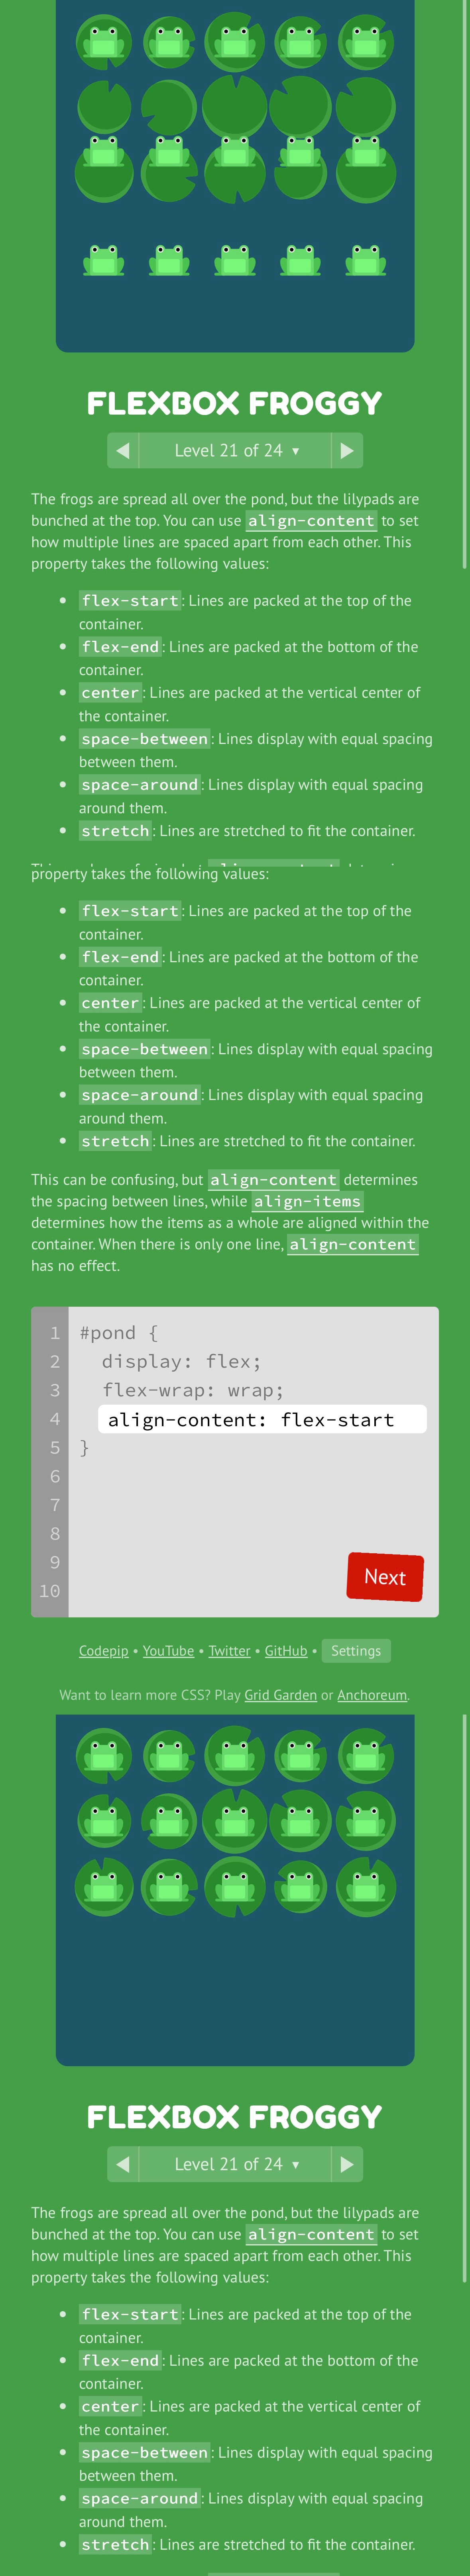 FLEXBOX FROGGY
Level 21 of 24 ▼
The frogs are spread all over the pond, but the lilypads are
bunched at the top. You can use align-content to set
how multiple lines are spaced apart from each other. This
property takes the following values:
• flex-start: Lines are packed at the top of the
container.
• flex-end: Lines are packed at the bottom of the
container.
• center: Lines are packed at the vertical center of
the container.
• space-between: Lines display with equal spacing
between them.
• space-around: Lines display with equal spacing
around them.
• stretch: Lines are stretched to fit the container.
property takes the following values:
• flex-start: Lines are packed at the top of the
container.
• flex-end: Lines are packed at the bottom of the
container.
• center: Lines are packed at the vertical center of
the container.
• space-between: Lines display with equal spacing
between them.
• space-around: Lines display with equal spacing
around them.
• stretch: Lines are stretched to fit the container.
This can be confusing, but align-content determines
the spacing between lines, while align-items
determines how the items as a whole are aligned within the
container. When there is only one line, align-content
has no effect.
1 #pond {
2 display: flex;
3 flex-wrap: wrap;
4 align-content: flex-start
5 }
6
7
8
9
10
Next
Codepip • YouTube • Twitter • GitHub • Settings
Want to learn more CSS? Play Grid Garden or Anchoreum.
FLEXBOX FROGGY
Level 21 of 24 ▼
The frogs are spread all over the pond, but the lilypads are
bunched at the top. You can use align-content to set
how multiple lines are spaced apart from each other. This
property takes the following values:
• flex-start: Lines are packed at the top of the
container.
• flex-end: Lines are packed at the bottom of the
container.
• center: Lines are packed at the vertical center of
the container.
• space-between: Lines display with equal spacing
between them.
• space-around: Lines display with equal spacing
around them.
• stretch: Lines are stretched to fit the container.